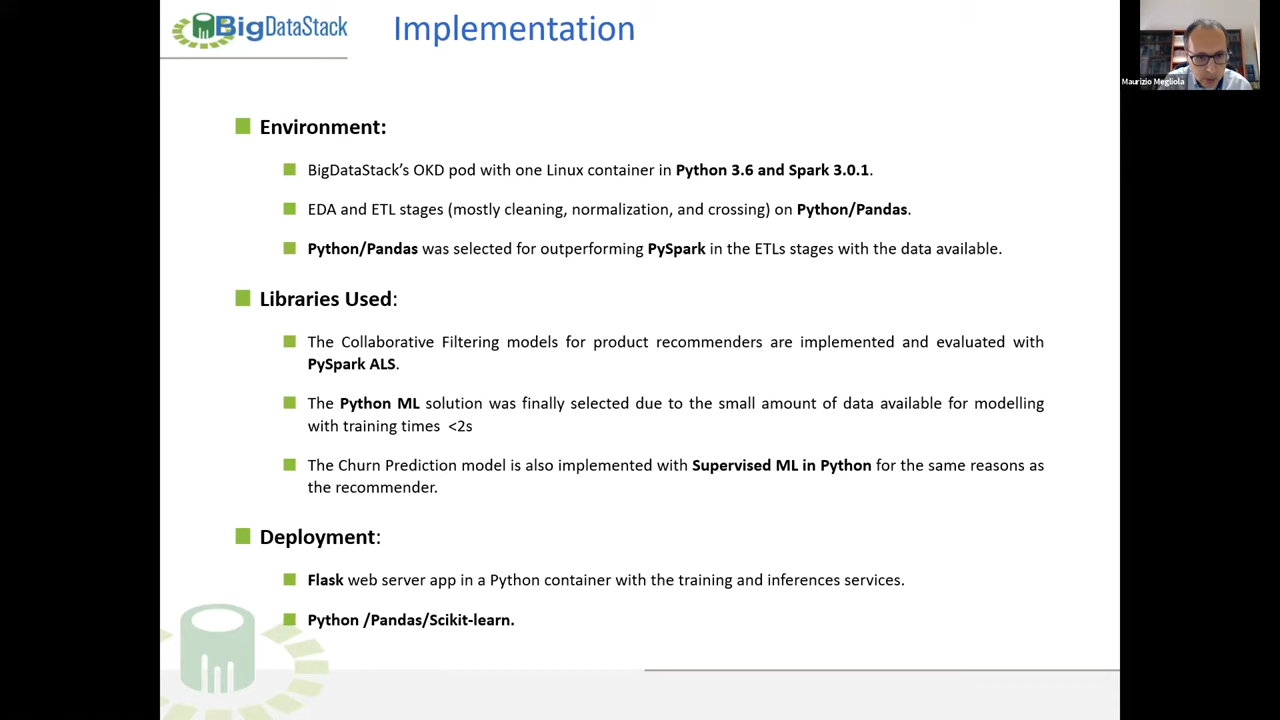 BigDataStack
Implementation
Maurizio Megliola
Environment:
BigDataStack’s OKD pod with one Linux container in Python 3.6 and Spark 3.0.1.
EDA and ETL stages (mostly cleaning, normalization, and crossing) on Python/Pandas.
Python/Pandas was selected for outperforming PySpark in the ETLs stages with the data available.
Libraries Used:
The Collaborative Filtering models for product recommenders are implemented and evaluated with
PySpark ALS.
The Python ML solution was finally selected due to the small amount of data available for modelling
with training times <2s
The Churn Prediction model is also implemented with Supervised ML in Python for the same reasons as
the recommender.
Deployment:
Flask web server app in a Python container with the training and inferences services.
Python /Pandas/Scikit-learn.